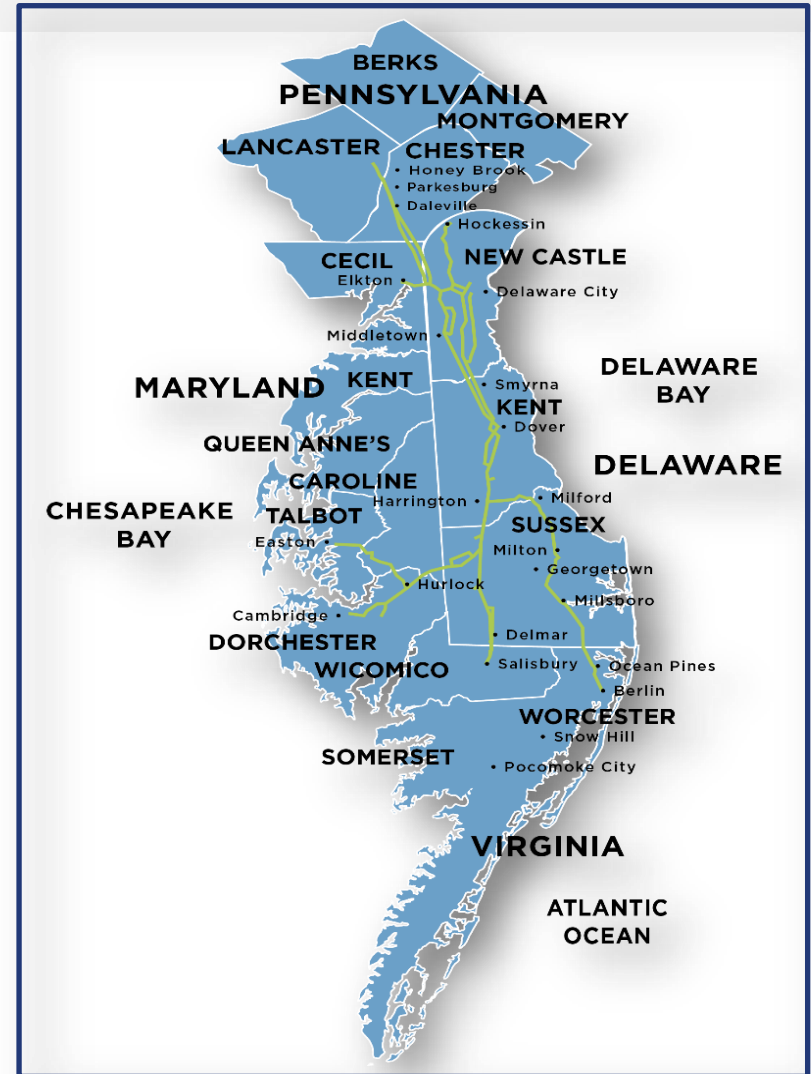 BERKS
PENNSYLVANIA
MONTGOMERY
LANCASTER
CHESTER
Honey Brook
Parkesburg
Daleville
Hockessin
NEW CASTLE
CECIL
Elkton
Delaware City
Middletown
DELAWARE
BAY
MARYLAND
KENT
Smyrna
KENT
Dover
QUEEN ANNE'S
DELAWARE
CAROLINE
Harrington
Milford
CHESAPEAKE
BAY
TALBOT
SUSSEX
Easton
Milton
Georgetown
Hurlock
Millsboro
Cambridge
DORCHESTER
Delmar
WICOMICO
Salisbury
Ocean Pines
Berlin
WORCESTER
Snow Hill
SOMERSET
Pocomoke City
VIRGINIA
ATLANTIC
OCEAN